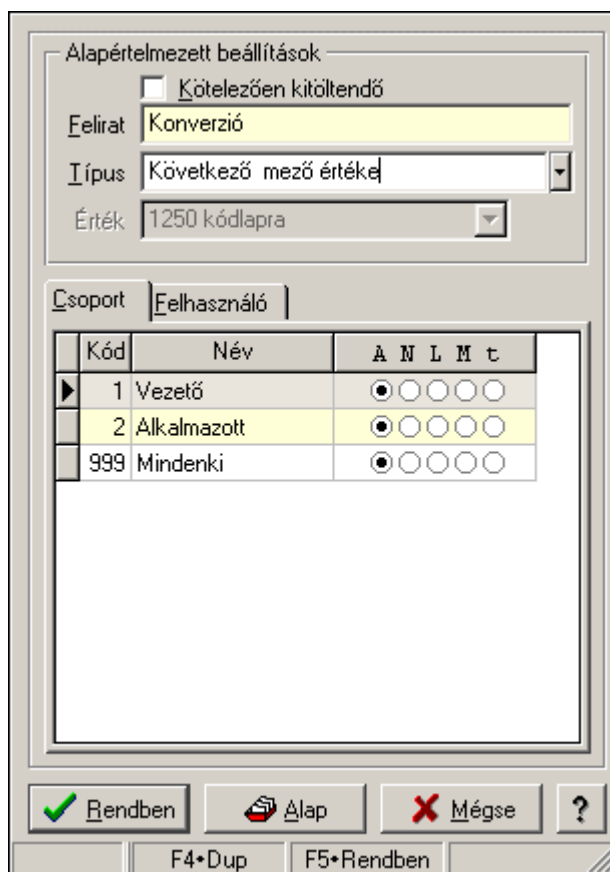 Alapértelmezett beállítások
Kötelezően kitöltendő
Felirat Konverzió
Típus Következő mező értéke
Érték 1250 kódlapra
Csoport Felhasználó
Kód Név A N L M t
1 Vezető
2 Alkalmazott
999 Mindenki
Rendben Alap Mégse ?
F4•Dup F5•Rendben